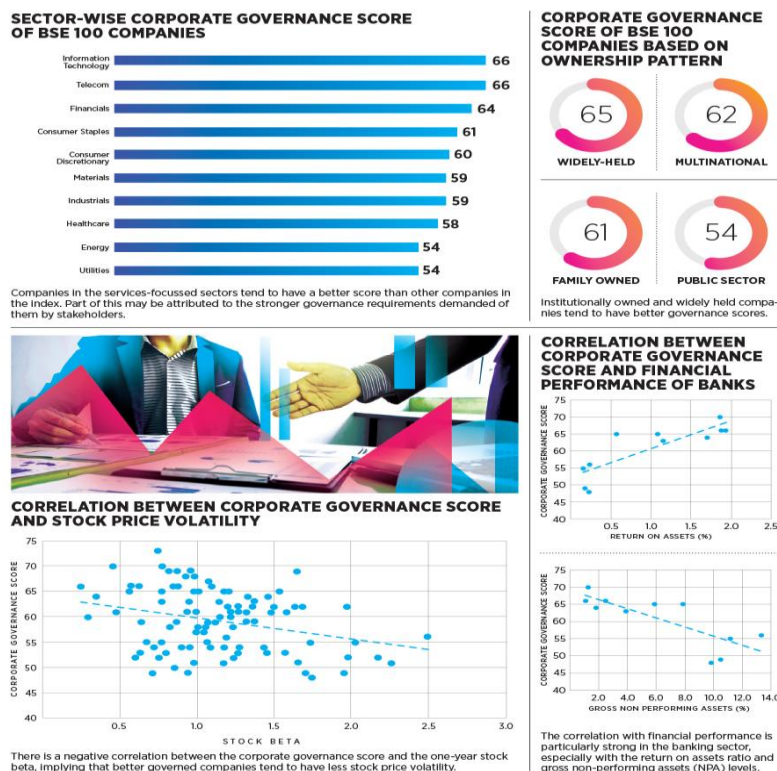 SECTOR-WISE CORPORATE GOVERNANCE SCORE
OF BSE 100 COMPANIES
Information
Technology
66
Telecom
66
Financials
64
Consumer Staples
61
Consumer
Discretionary
60
Materials
59
Industrials
59
Healthcare
58
Energy
54
Utilities
54
Companies in the services-focussed sectors tend to have a better score than other companies in
the index. Part of this may be attributed to the stronger governance requirements demanded of
them by stakeholders.
CORPORATE GOVERNANCE
SCORE OF BSE 100
COMPANIES BASED ON
OWNERSHIP PATTERN
65
WIDELY-HELD
62
MULTINATIONAL
61
FAMILY OWNED
54
PUBLIC SECTOR
Institutionally owned and widely held compa-
nies tend to have better governance scores.
CORRELATION BETWEEN CORPORATE GOVERNANCE SCORE
AND STOCK PRICE VOLATILITY
CORPORATE GOVERNANCE SCORE
75
70
65
60
55
50
45
40
0.5 1.0 1.5 2.0 2.5 3.0
STOCK BETA
There is a negative correlation between the corporate governance score and the one-year stock
beta, implying that better governed companies tend to have less stock price volatility.
CORRELATION BETWEEN
CORPORATE GOVERNANCE
SCORE AND FINANCIAL
PERFORMANCE OF BANKS
CORPORATE GOVERNANCE SCORE
75
70
65
60
55
50
45
40
0.5 1.0 1.5 2.0 2.5
RETURN ON ASSETS (%)
CORPORATE GOVERNANCE SCORE
75
70
65
60
55
50
45
40
2.0 4.0 6.0 8.0 10.0 12.0 14.0
GROSS NON PERFORMING ASSETS (%)
The correlation with financial performance is
particularly strong in the banking sector,
especially with the return on assets ratio and
gross non-performing assets (NPA) levels.